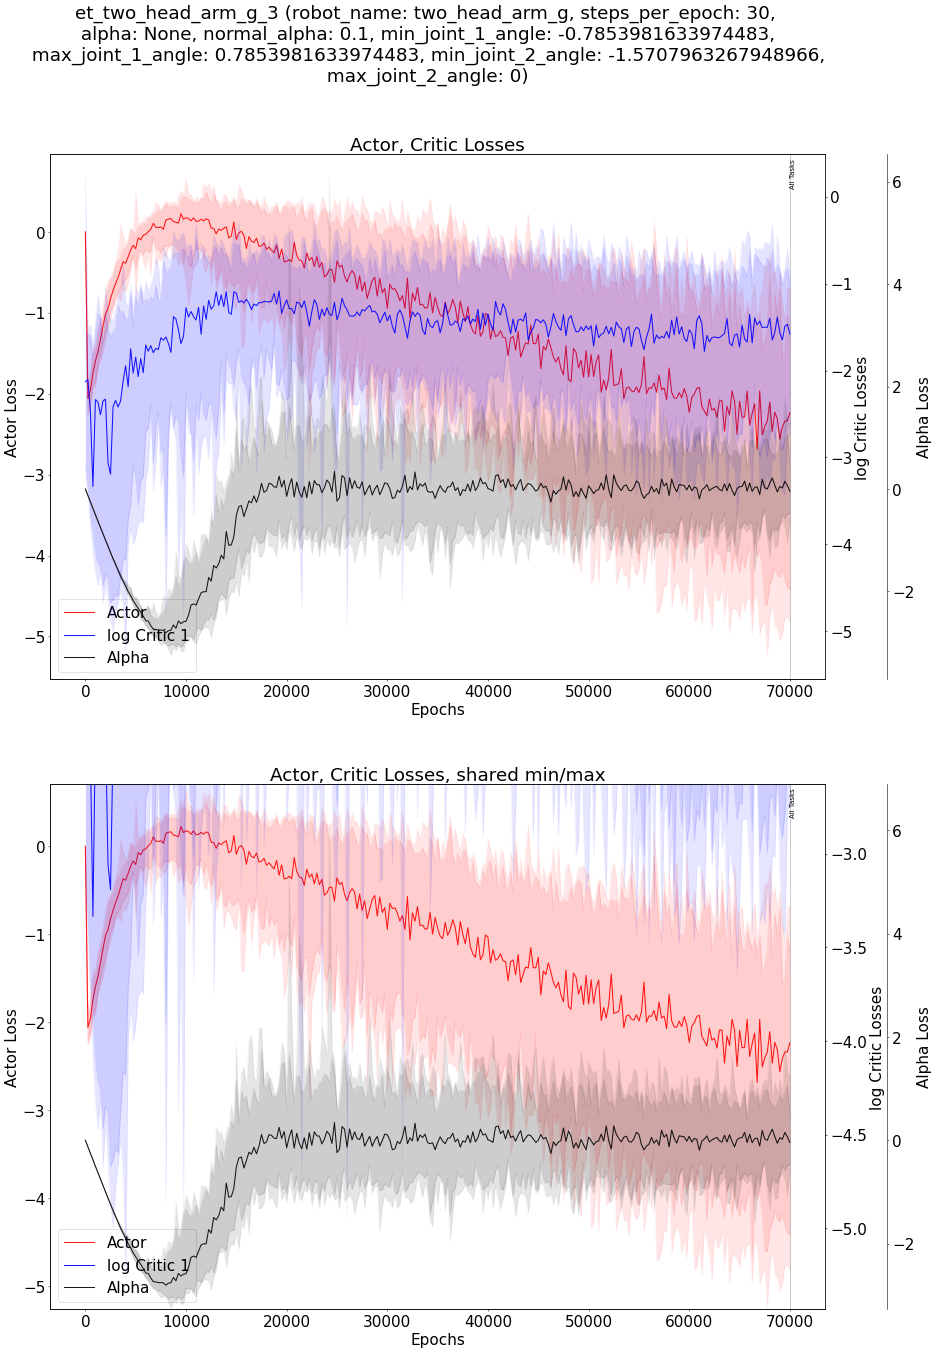 et_two_head_arm_g_3 (robot_name: two_head_arm_g, steps_per_epoch: 30,
alpha: None, normal_alpha: 0.1, min_joint_1_angle: -0.7853981633974483,
max_joint_1_angle: 0.7853981633974483, min_joint_2_angle: -1.5707963267948966,
max_joint_2_angle: 0)
Actor, Critic Losses
All Tasks
0
−1
−2
−3
−4
−5
Actor Loss
0
−1
−2
−3
−4
−5
log Critic Losses
6
4
2
0
−2
Alpha Loss
Actor
log Critic 1
Alpha
0 10000 20000 30000 40000 50000 60000 70000
Epochs
Actor, Critic Losses, shared min/max
All Tasks
0
−1
−2
−3
−4
−5
Actor Loss
−3.0
−3.5
−4.0
−4.5
−5.0
log Critic Losses
6
4
2
0
−2
Alpha Loss
Actor
log Critic 1
Alpha
0 10000 20000 30000 40000 50000 60000 70000
Epochs